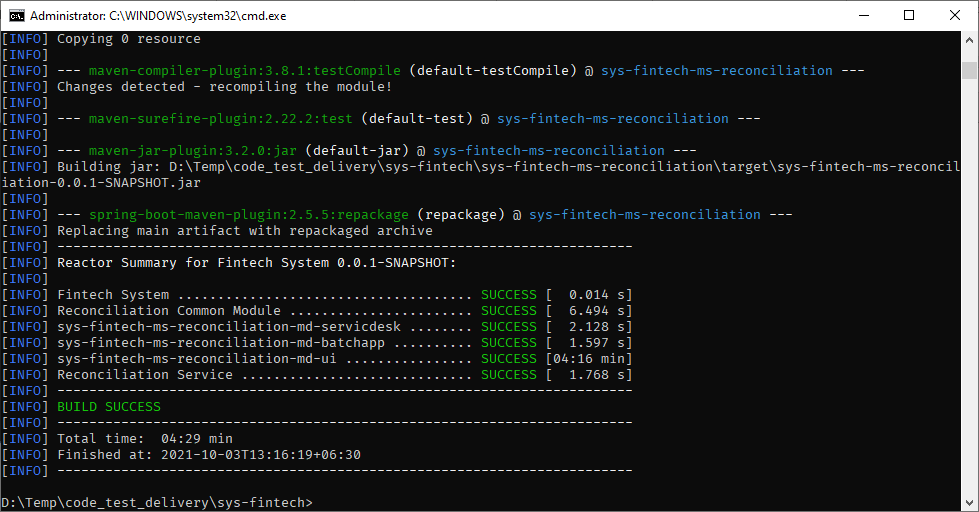 Administrator: C:\WINDOWS\system32\cmd.exe
[INFO] Copying 0 resource
[INFO]
[INFO] --- maven-compiler-plugin:3.8.1:testCompile (default-testCompile) @ sys-fintech-ms-reconciliation ---
[INFO] Changes detected - recompiling the module!
[INFO]
[INFO] --- maven-surefire-plugin:2.22.2:test (default-test) @ sys-fintech-ms-reconciliation ---
[INFO]
[INFO] --- maven-jar-plugin:3.2.0:jar (default-jar) @ sys-fintech-ms-reconciliation ---
[INFO] Building jar: D:\Temp\code_test_delivery\sys-fintech\sys-fintech-ms-reconciliation\target\sys-fintech-ms-reconcil
iation-0.0.1-SNAPSHOT.jar
[INFO]
[INFO] --- spring-boot-maven-plugin:2.5.5:repackage (repackage) @ sys-fintech-ms-reconciliation ---
[INFO] Replacing main artifact with repackaged archive
[INFO] ------------------------------------------------------------------------
[INFO] Reactor Summary for Fintech System 0.0.1-SNAPSHOT:
[INFO]
[INFO] Fintech System ..................................... SUCCESS [  0.014 s]
[INFO] Reconciliation Common Module ....................... SUCCESS [  6.494 s]
[INFO] sys-fintech-ms-reconciliation-md-servicdesk ........ SUCCESS [  2.128 s]
[INFO] sys-fintech-ms-reconciliation-md-batchapp .......... SUCCESS [  1.597 s]
[INFO] sys-fintech-ms-reconciliation-md-ui ................ SUCCESS [04:16 min]
[INFO] Reconciliation Service ............................. SUCCESS [  1.768 s]
[INFO] ------------------------------------------------------------------------
[INFO] BUILD SUCCESS
[INFO] ------------------------------------------------------------------------
[INFO] Total time:  04:29 min
[INFO] Finished at: 2021-10-03T13:16:19+06:30
[INFO] ------------------------------------------------------------------------
D:\Temp\code_test_delivery\sys-fintech>